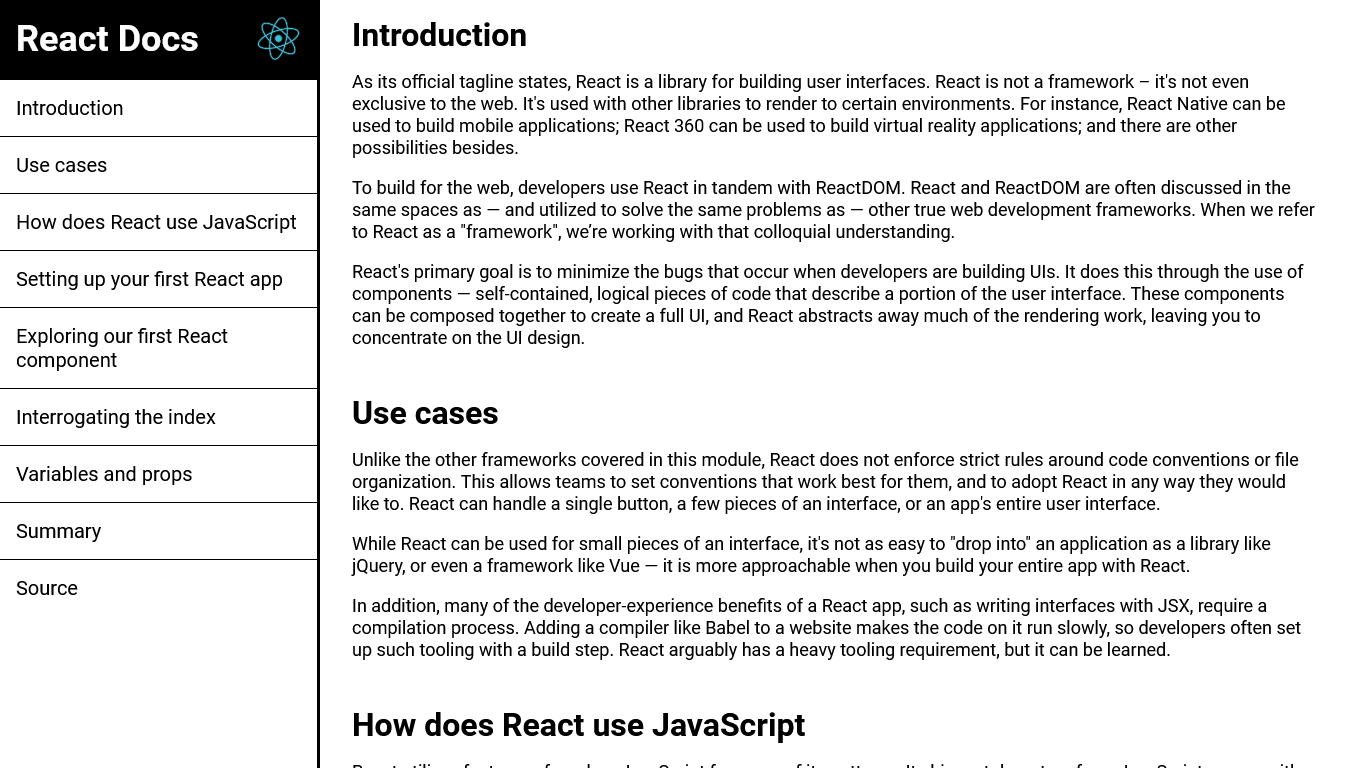 React Docs
Introduction
Use cases
How does React use JavaScript
Setting up your first React app
Exploring our first React
component
Interrogating the index
Variables and props
Summary
Source
Introduction
As its official tagline states, React is a library for building user interfaces. React is not a framework – it's not even
exclusive to the web. It's used with other libraries to render to certain environments. For instance, React Native can be
used to build mobile applications; React 360 can be used to build virtual reality applications; and there are other
possibilities besides.
To build for the web, developers use React in tandem with ReactDOM. React and ReactDOM are often discussed in the
same spaces as — and utilized to solve the same problems as — other true web development frameworks. When we refer
to React as a "framework", we’re working with that colloquial understanding.
React's primary goal is to minimize the bugs that occur when developers are building UIs. It does this through the use of
components — self-contained, logical pieces of code that describe a portion of the user interface. These components
can be composed together to create a full UI, and React abstracts away much of the rendering work, leaving you to
concentrate on the UI design.
Use cases
Unlike the other frameworks covered in this module, React does not enforce strict rules around code conventions or file
organization. This allows teams to set conventions that work best for them, and to adopt React in any way they would
like to. React can handle a single button, a few pieces of an interface, or an app's entire user interface.
While React can be used for small pieces of an interface, it's not as easy to "drop into" an application as a library like
jQuery, or even a framework like Vue — it is more approachable when you build your entire app with React.
In addition, many of the developer-experience benefits of a React app, such as writing interfaces with JSX, require a
compilation process. Adding a compiler like Babel to a website makes the code on it run slowly, so developers often set
up such tooling with a build step. React arguably has a heavy tooling requirement, but it can be learned.
How does React use JavaScript